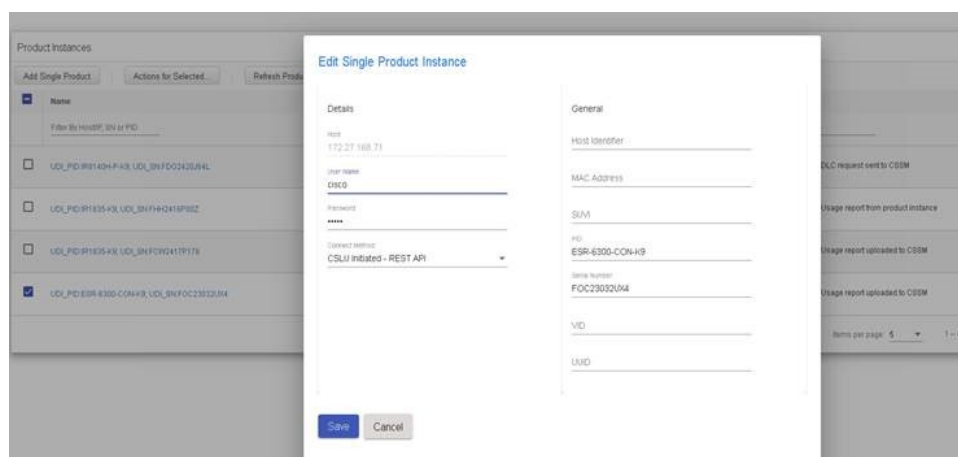 Product Instances
Add Single Product
Actions for Selected...
Refresh Produ
Name
Filter By HostIP, SN or PID
UDI_PID:IR8140H-P-K9; UDI_SN:FDO2420J64L
DLC request sent to CSSM
UDI_PID:IR1835-K9; UDI_SN:FHH2416P00Z
Usage report from product instance
UDI_PID:IR1835-K9; UDI_SN:FCW2417P178
Usage report uploaded to CSSM
UDI_PID:ESR-6300-CON-K9; UDI_SN:FOC23032UX4
Usage report uploaded to CSSM
Items per page: 5
1 –
Edit Single Product Instance
Details
Host
172.27.168.71
User Name
cisco
Password
•••••
Connect Method
CSLU Initiated - REST API
General
Host Identifier
MAC Address
SUVI
PID
ESR-6300-CON-K9
Serial Number
FOC23032UX4
VID
UUID
Save
Cancel